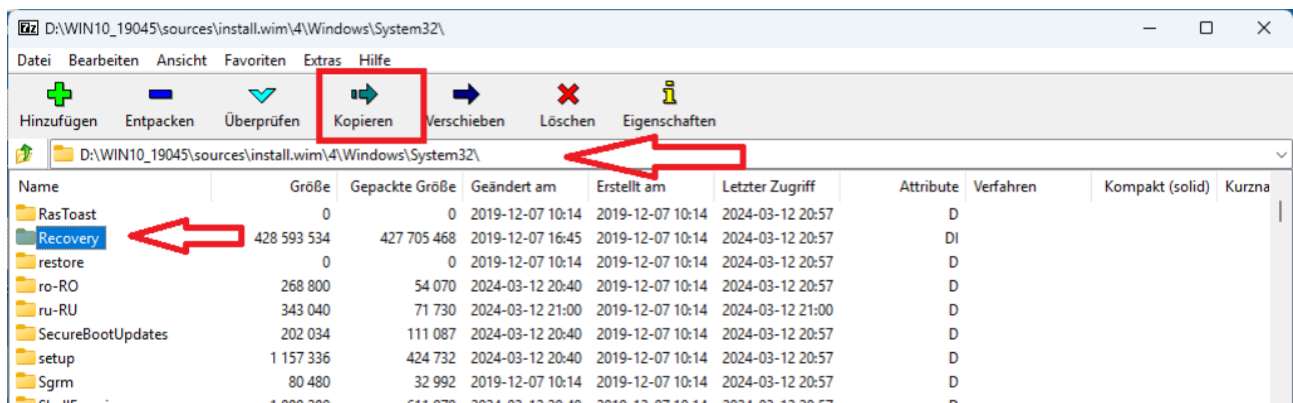 D:\WIN10_19045\sources\install.wim\4\Windows\System32\
Datei Bearbeiten Ansicht Favoriten Extras Hilfe
Hinzufügen Entpacken Überprüfen Kopieren Verschieben Löschen Eigenschaften
D:\WIN10_19045\sources\install.wim\4\Windows\System32\
Name Größe Gepackte Größe Geändert am Erstellt am Letzter Zugriff Attribute Verfahren Kompakt (solid) Kurzna
RasToast 0 0 2019-12-07 10:14 2019-12-07 10:14 2024-03-12 20:57 D
Recovery 428 593 534 427 705 468 2019-12-07 16:45 2019-12-07 10:14 2024-03-12 20:57 DI
restore 0 0 2019-12-07 10:14 2019-12-07 10:14 2024-03-12 20:57 D
ro-RO 268 800 54 070 2024-03-12 20:40 2019-12-07 10:14 2024-03-12 20:57 D
ru-RU 343 040 71 730 2024-03-12 21:00 2019-12-07 10:14 2024-03-12 21:00 D
SecureBootUpdates 202 034 111 087 2024-03-12 20:40 2019-12-07 10:14 2024-03-12 20:57 D
setup 1 157 336 424 732 2024-03-12 20:40 2019-12-07 10:14 2024-03-12 20:57 D
Sgrm 80 480 32 992 2019-12-07 10:14 2019-12-07 10:14 2024-03-12 20:57 D